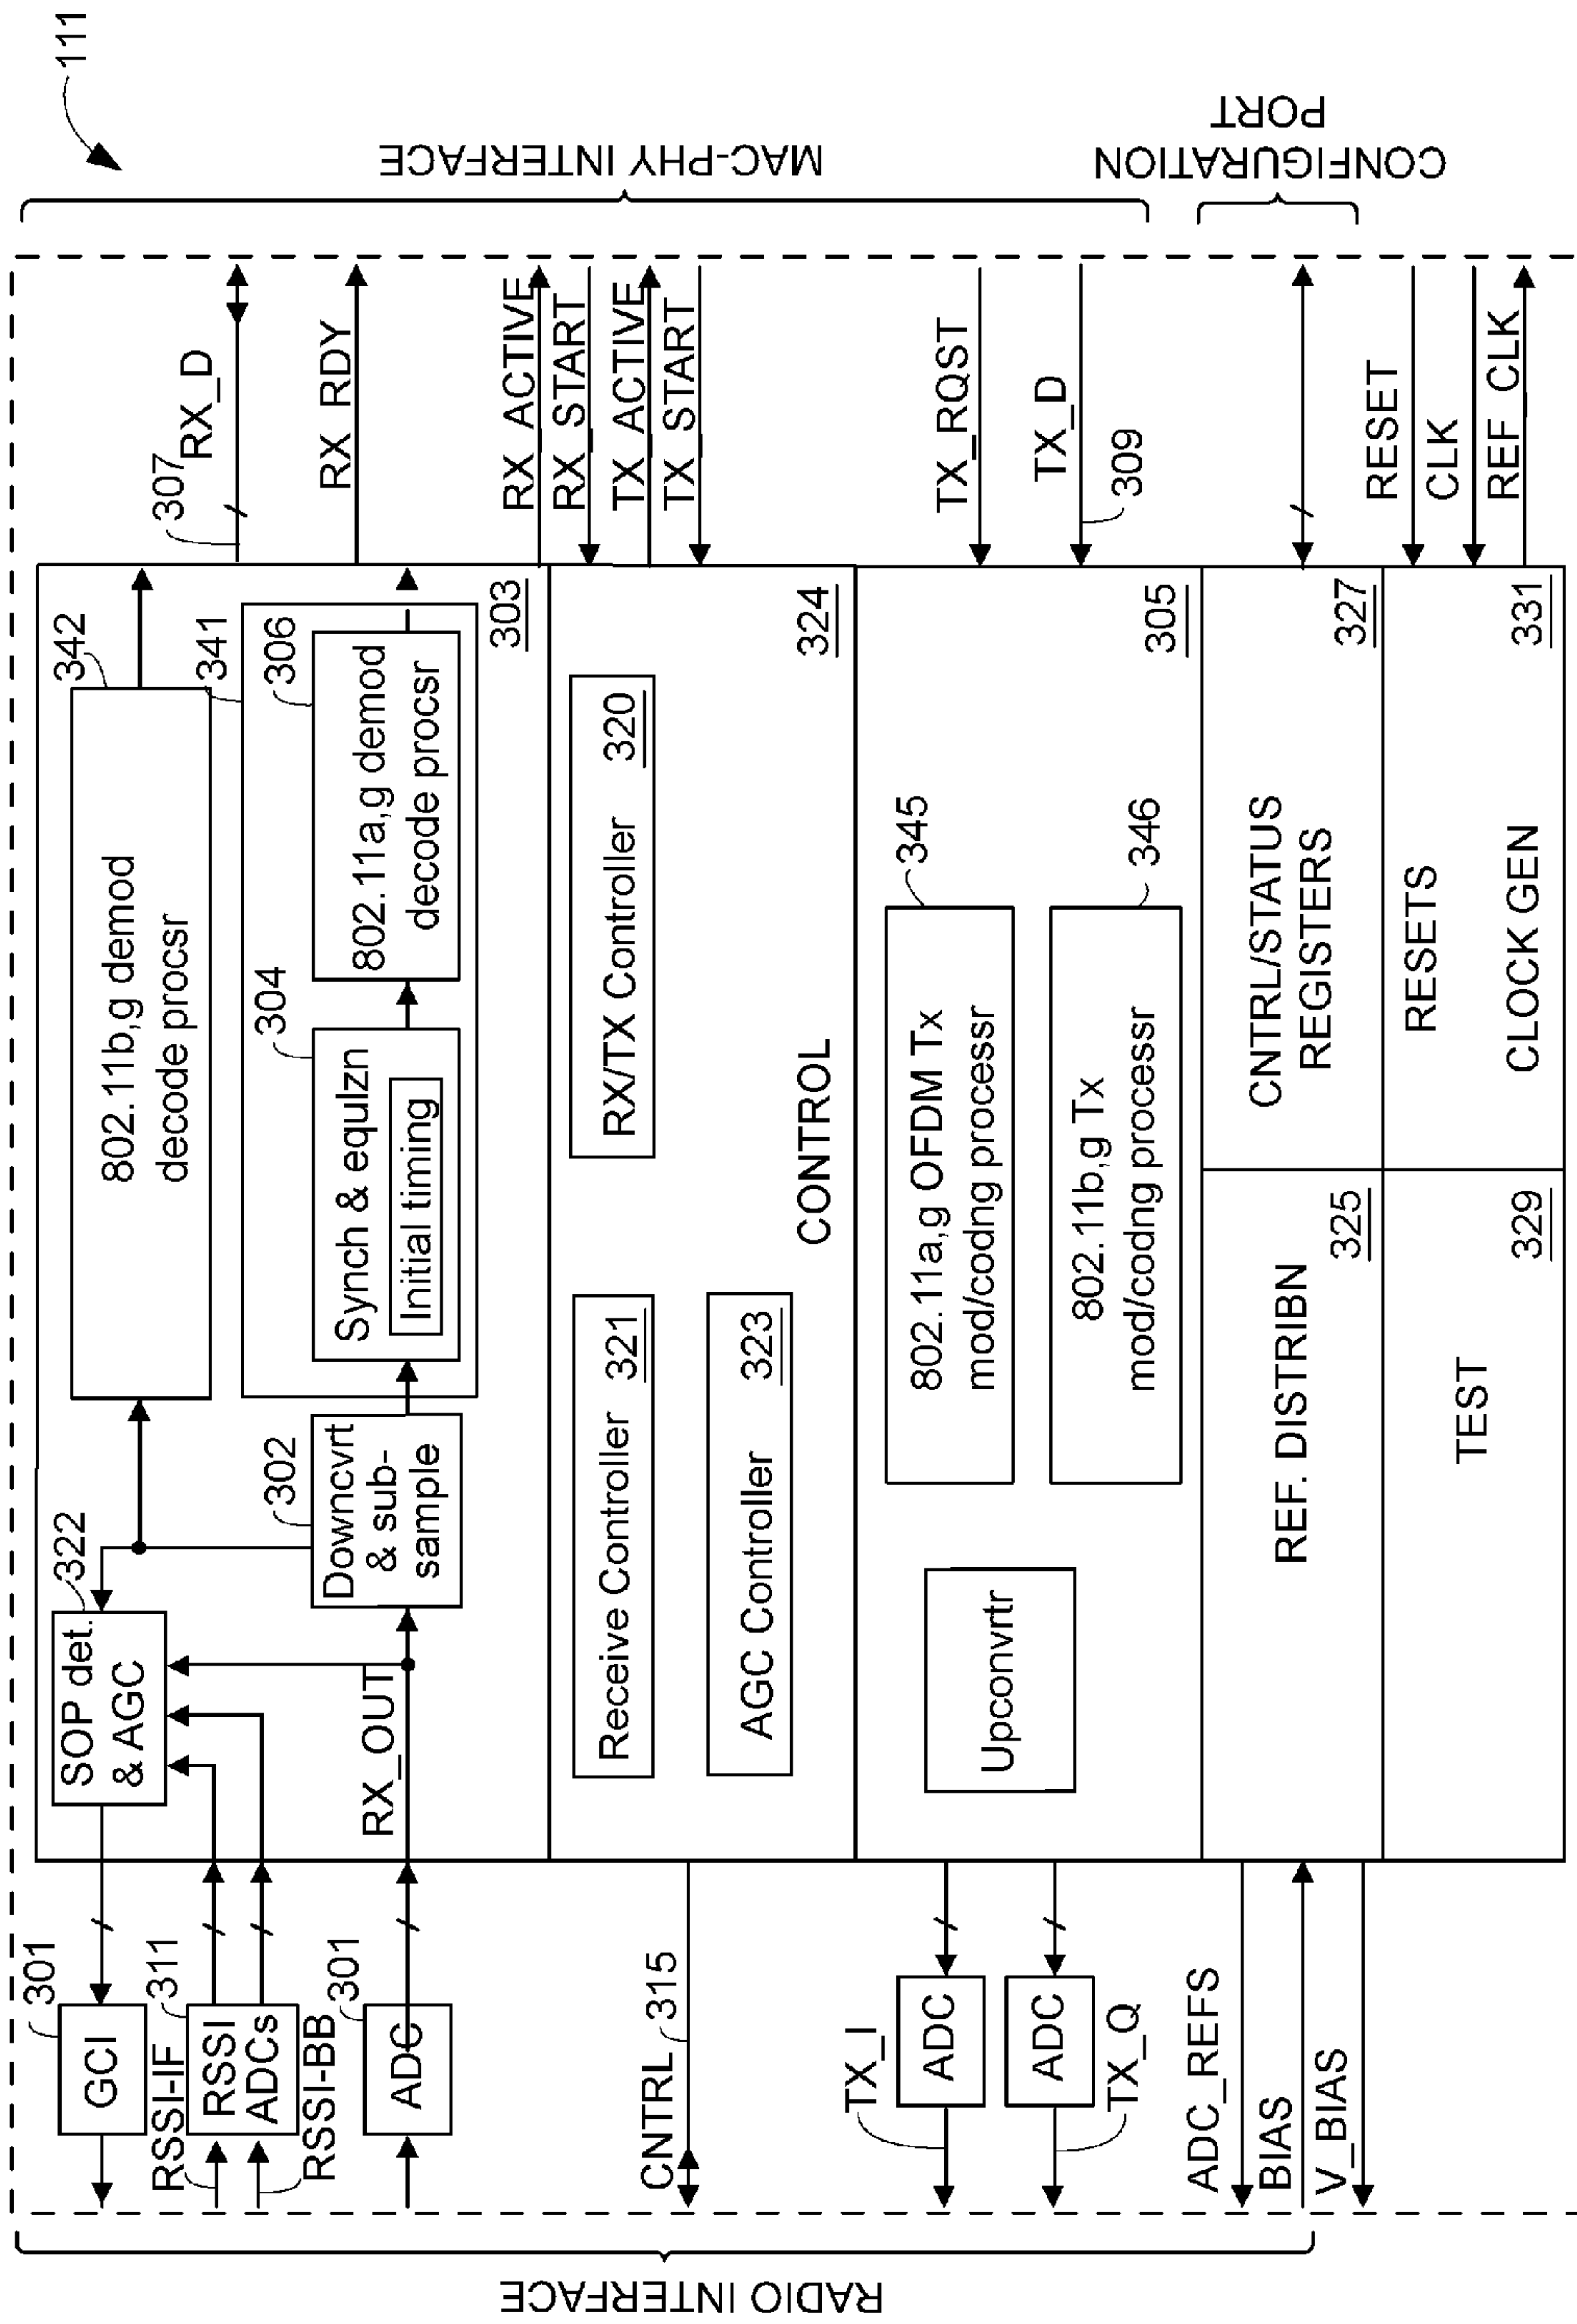 111
RADIO INTERFACE
MAC-PHY INTERFACE
CONFIGURATION
PORT
301
GCI
RSSI-IF
311
RSSI
ADCs
RSSI-BB
301
ADC
322
SOP det.
& AGC
RX_OUT
302
Downcvrt
& sub-
sample
342
802.11b,g demod
decode procsr
341
304
Synch & equlzn
Initial timing
306
802.11a,g demod
decode procsr
303
307
RX_D
RX_RDY
RX_ACTIVE
RX_START
TX_ACTIVE
TX_START
CNTRL
315
Receive Controller 321
RX/TX Controller 320
AGC Controller 323
CONTROL
324
TX_I
ADC
ADC
TX_Q
Upconvrtr
802.11a,g OFDM Tx
mod/codng processr
345
802.11b,g Tx
mod/codng processr
346
305
TX_RQST
TX_D
309
ADC_REFS
BIAS
V_BIAS
REF. DISTRIBN
325
CNTRL/STATUS
REGISTERS
327
TEST
329
RESETS
CLOCK GEN
331
RESET
CLK
REF_CLK